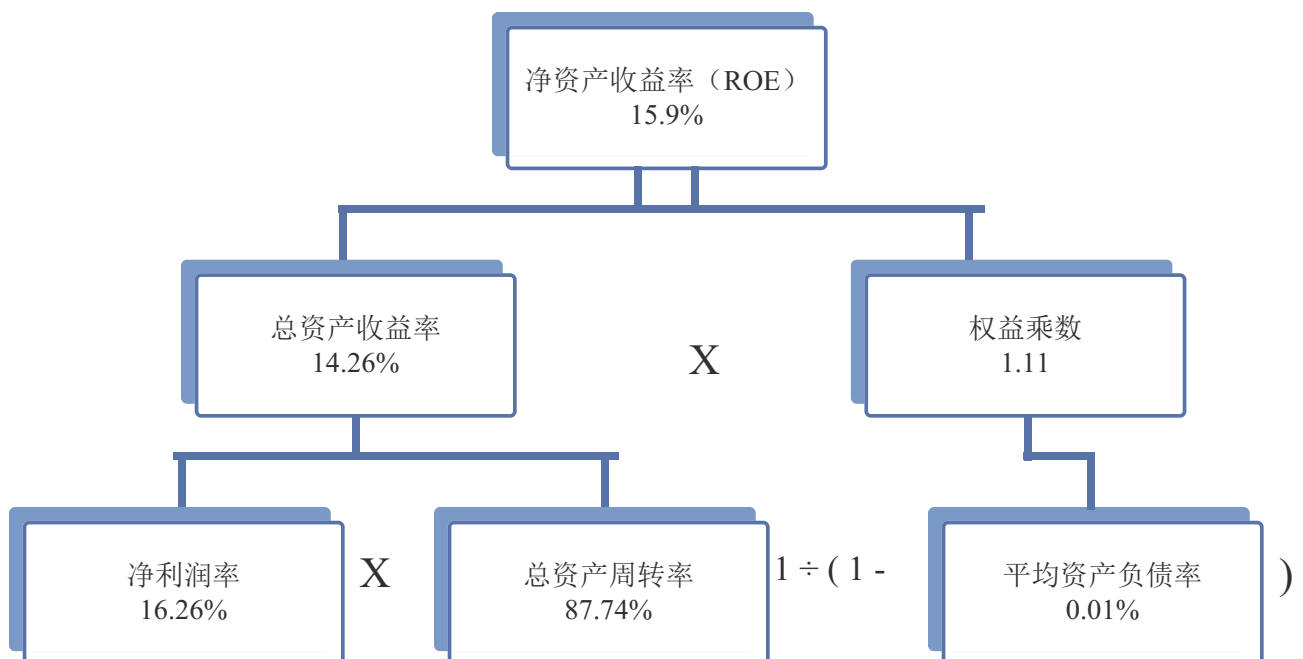 净资产收益率（ROE）
15.9%
总资产收益率
14.26%
X
权益乘数
1.11
净利润率
16.26%
X
总资产周转率
87.74%
1 ÷ ( 1 -
平均资产负债率
0.01%
)